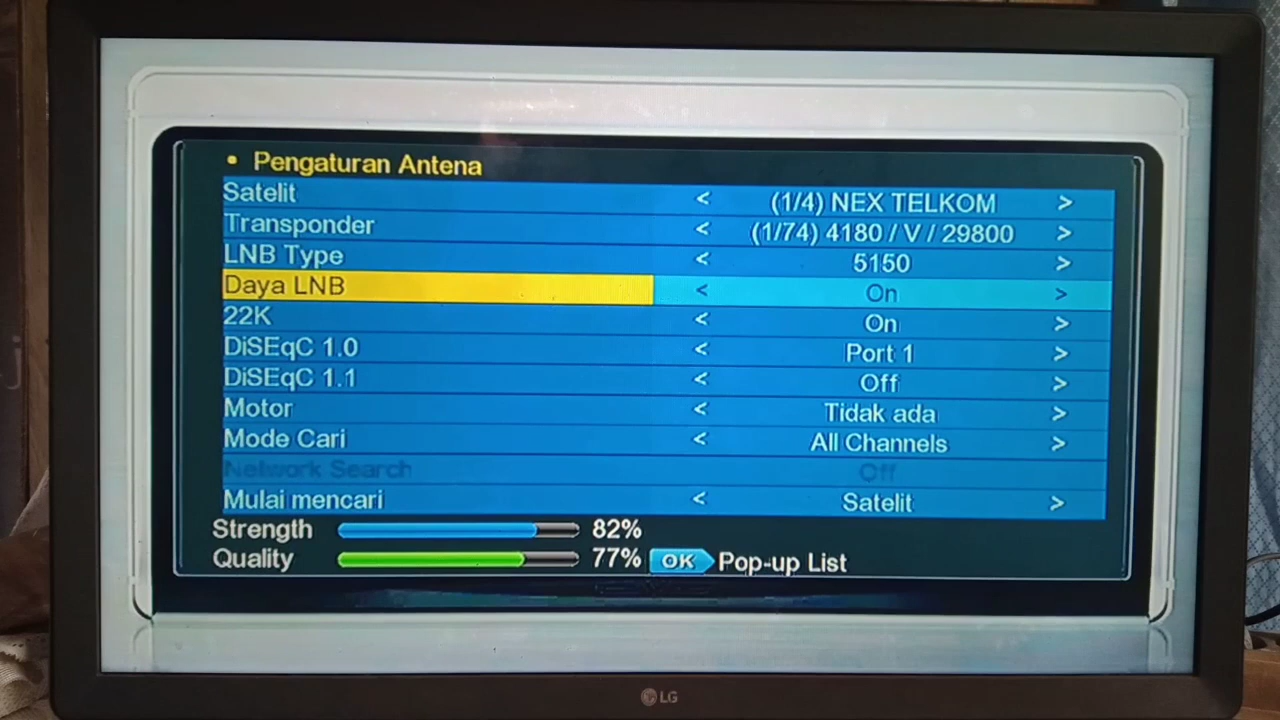 • Pengaturan Antena
Satelit < (1/4) NEX TELKOM >
Transponder < (1/74) 4180 / V / 29800 >
LNB Type < 5150 >
Daya LNB < On >
22K < On >
DiSEqC 1.0 < Port 1 >
DiSEqC 1.1 < Off >
Motor < Tidak ada >
Mode Cari < All Channels >
Network Search Off
Mulai mencari < Satelit >
Strength 82%
Quality 77% OK Pop-up List
LG